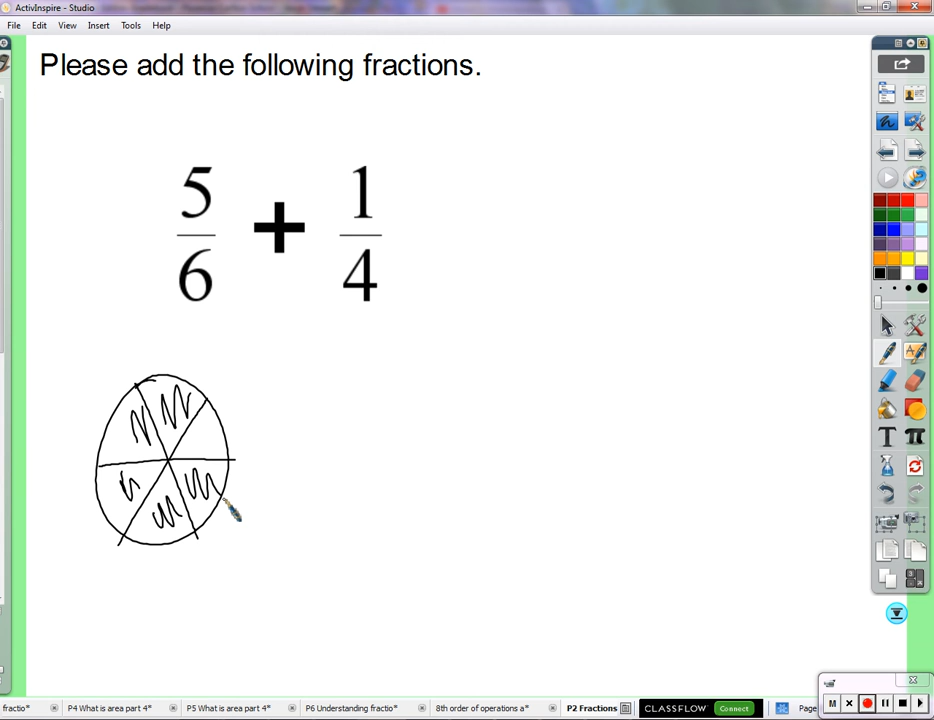 ActivInspire - Studio
File Edit View Insert Tools Help
Please add the following fractions.
5 1
+
6 4
fractio* P4 What is area part 4* P5 What is area part 4* P6 Understanding fractio* 8th order of operations a* P2 Fractions CLASSFLOW Connect Page
M